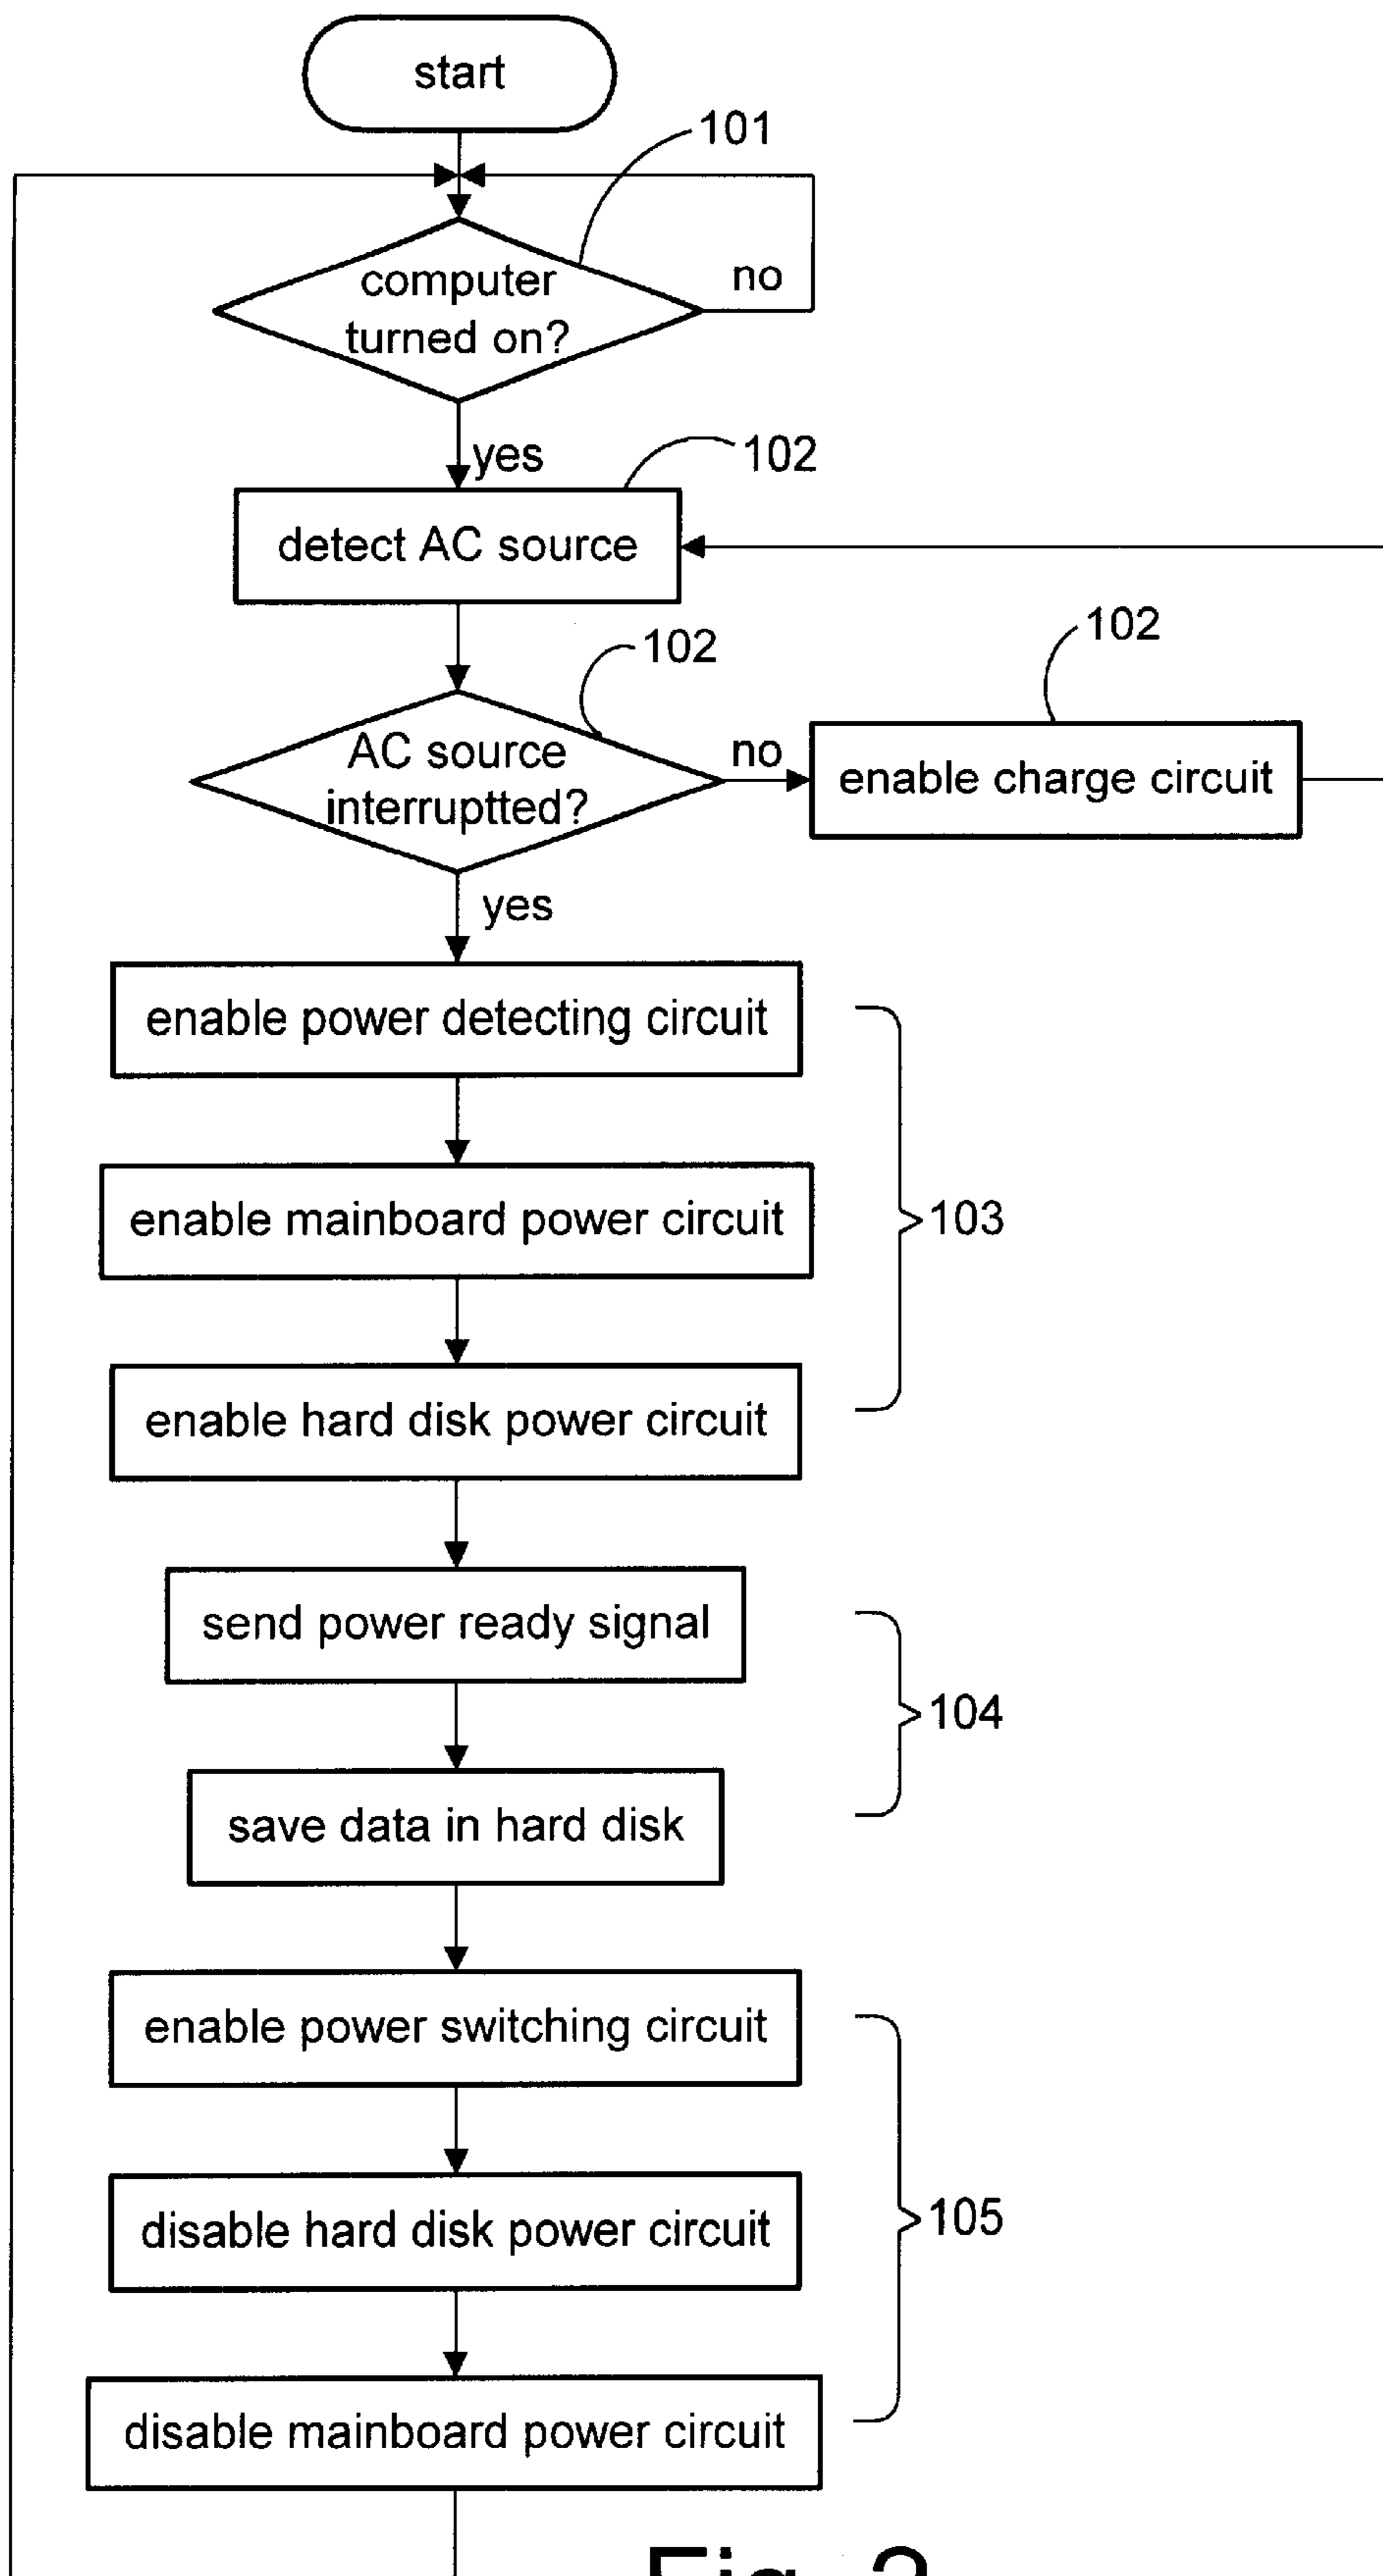 start
101
computer
turned on?
no
yes
102
detect AC source
102
102
AC source
interruptted?
no
enable charge circuit
yes
enable power detecting circuit
enable mainboard power circuit
103
enable hard disk power circuit
send power ready signal
104
save data in hard disk
enable power switching circuit
disable hard disk power circuit
105
disable mainboard power circuit
Fig. 2